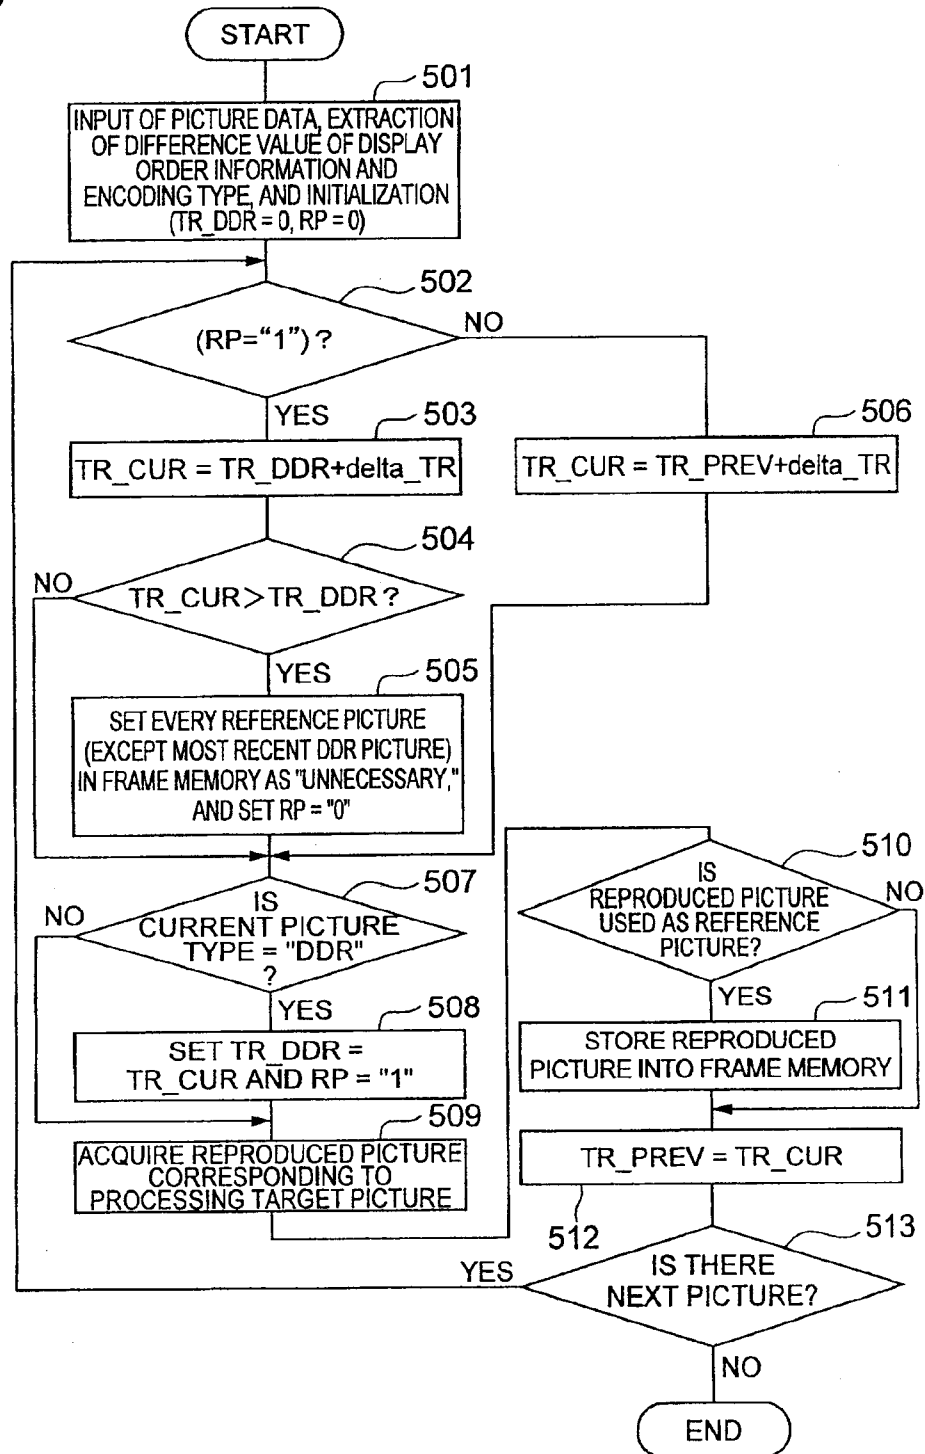 START
501
INPUT OF PICTURE DATA, EXTRACTION
OF DIFFERENCE VALUE OF DISPLAY
ORDER INFORMATION AND
ENCODING TYPE, AND INITIALIZATION
(TR_DDR = 0, RP = 0)
502
(RP="1") ?
NO
YES
503
TR_CUR = TR_DDR+delta_TR
506
TR_CUR = TR_PREV+delta_TR
504
NO
TR_CUR > TR_DDR ?
YES
505
SET EVERY REFERENCE PICTURE
(EXCEPT MOST RECENT DDR PICTURE)
IN FRAME MEMORY AS "UNNECESSARY,"
AND SET RP = "0"
507
NO
IS
CURRENT PICTURE
TYPE = "DDR"
?
YES
508
SET TR_DDR =
TR_CUR AND RP = "1"
509
ACQUIRE REPRODUCED PICTURE
CORRESPONDING TO
PROCESSING TARGET PICTURE
510
IS
REPRODUCED PICTURE
USED AS REFERENCE
PICTURE?
NO
YES
511
STORE REPRODUCED
PICTURE INTO FRAME MEMORY
TR_PREV = TR_CUR
512
513
YES
IS THERE
NEXT PICTURE?
NO
END